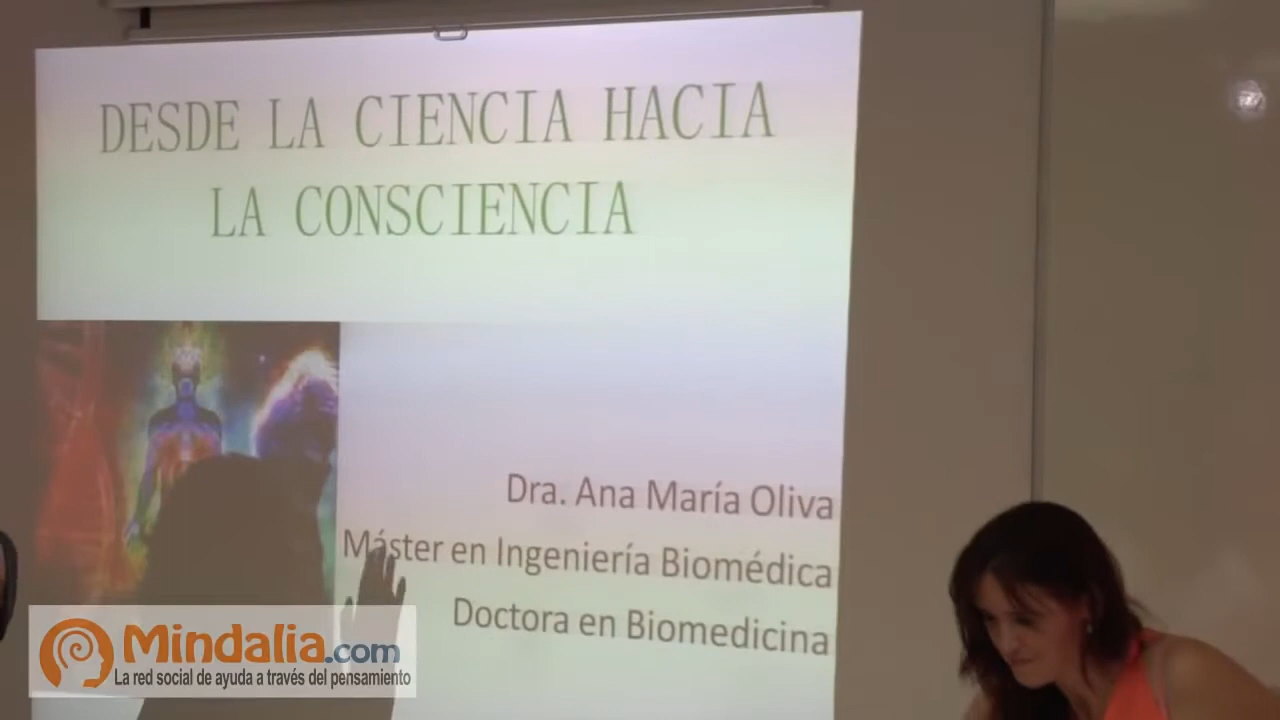 DESDE LA CIENCIA HACIA
LA CONSCIENCIA
Dra. Ana María Oliva
Máster en Ingeniería Biomédica
Doctora en Biomedicina
Mindalia.com
La red social de ayuda a través del pensamiento